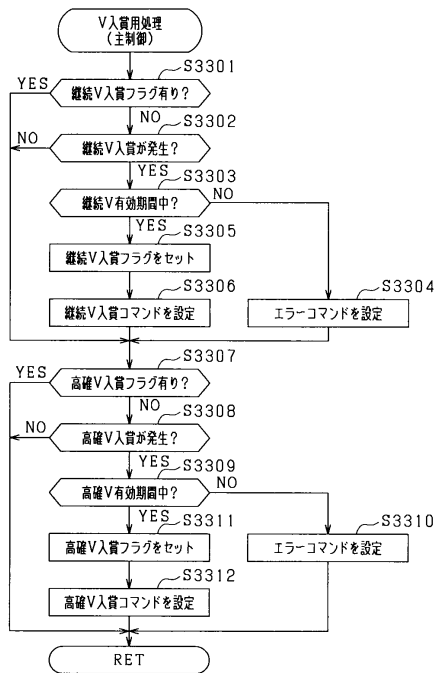 V入賞用処理
(主制御)
S3301
YES
継続V入賞フラグ有り?
NO
S3302
NO
継続V入賞が発生?
YES
S3303
継続V有効期間中?
NO
YES
S3305
継続V入賞フラグをセット
S3306
継続V入賞コマンドを設定
S3304
エラーコマンドを設定
S3307
YES
高確V入賞フラグ有り?
NO
S3308
NO
高確V入賞が発生?
YES
S3309
高確V有効期間中?
NO
YES
S3311
高確V入賞フラグをセット
S3310
エラーコマンドを設定
S3312
高確V入賞コマンドを設定
RET